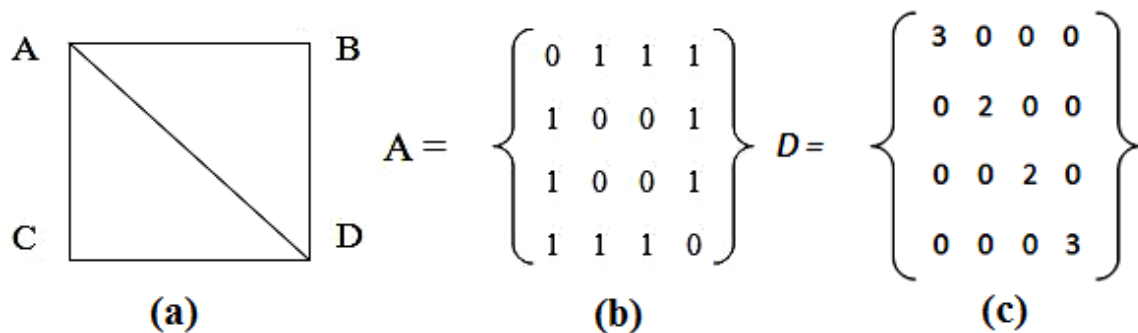 A B
C D
(a)
A =
0 1 1 1
1 0 0 1
1 0 0 1
1 1 1 0
(b)
D =
3 0 0 0
0 2 0 0
0 0 2 0
0 0 0 3
(c)